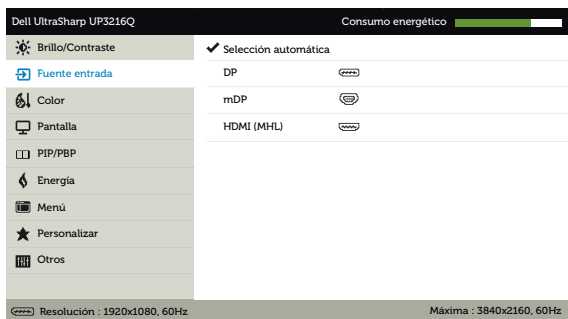 Dell UltraSharp UP3216Q
Consumo energético
Brillo/Contraste
Fuente entrada
Color
Pantalla
PIP/PBP
Energía
Menú
Personalizar
Otros
Selección automática
DP
mDP
HDMI (MHL)
Resolución : 1920x1080, 60Hz
Máxima : 3840x2160, 60Hz